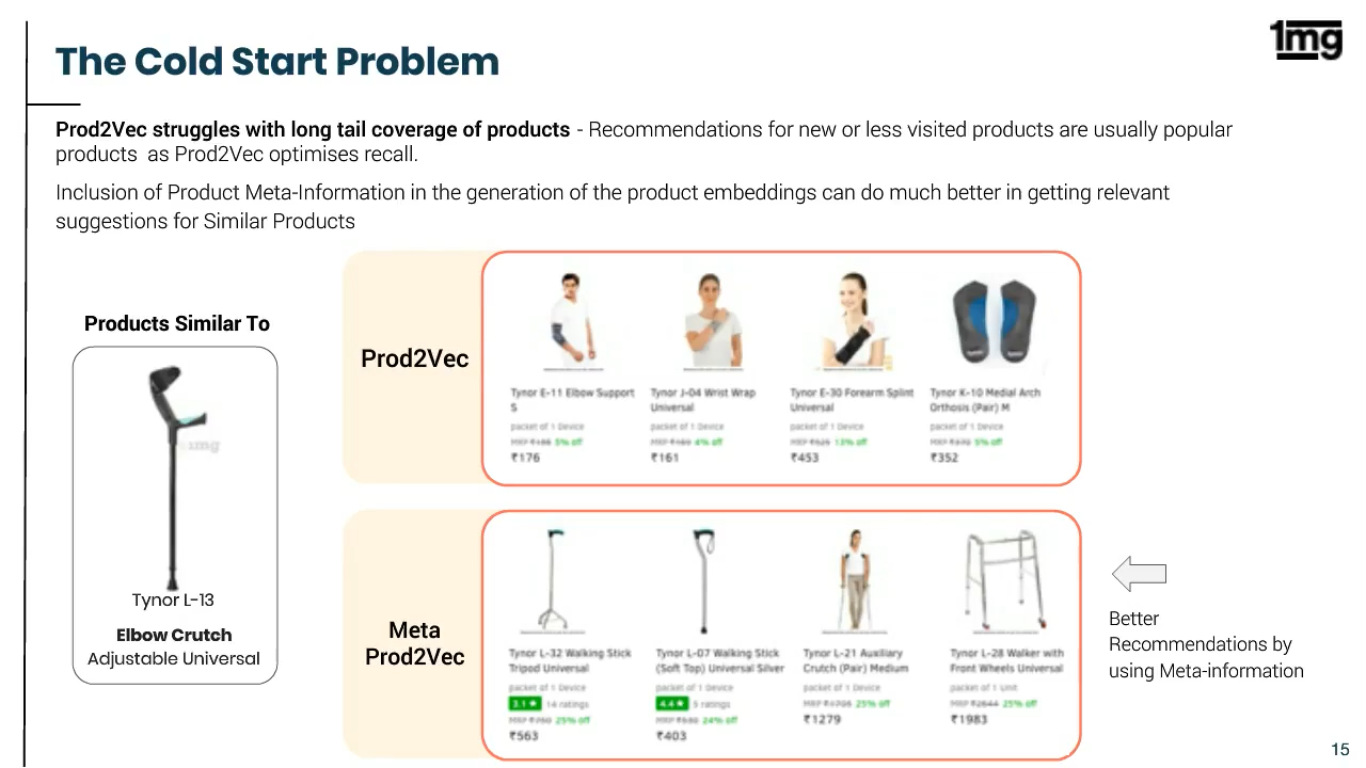 1mg
The Cold Start Problem
Prod2Vec struggles with long tail coverage of products - Recommendations for new or less visited products are usually popular
products as Prod2Vec optimises recall.
Inclusion of Product Meta-Information in the generation of the product embeddings can do much better in getting relevant
suggestions for Similar Products
Products Similar To
1mg
Tynor L-13
Elbow Crutch
Adjustable Universal
Prod2Vec
Tynor E-11 Elbow Support
S
packet of 1 Device
MRP 5% off
₹176
Tynor J-04 Wrist Wrap
Universal
packet of 1 Device
MRP 4% off
₹161
Tynor E-30 Forearm Splint
Universal
packet of 1 Device
MRP 13% off
₹453
Tynor K-10 Medial Arch
Orthosis (Pair) M
packet of 1 Device
MRP 5% off
₹352
Meta
Prod2Vec
Tynor L-32 Walking Stick
Tripod Universal
packet of 1 Device
3.1 ★ 14 ratings
MRP ₹750 25% off
₹563
Tynor L-07 Walking Stick
(Soft Top) Universal Silver
packet of 1 Device
4.4 ★ 5 ratings
MRP 24% off
₹403
Tynor L-21 Auxiliary
Crutch (Pair) Medium
packet of 1 Device
MRP ₹1705 25% off
₹1279
Tynor L-28 Walker with
Front Wheels Universal
packet of 1 Unit
MRP ₹2644 25% off
₹1983
Better
Recommendations by
using Meta-information
15